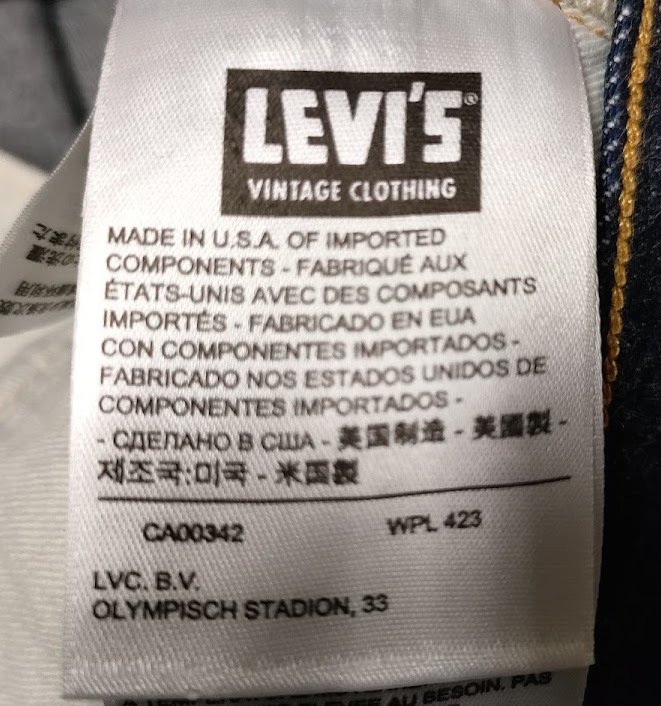 LEVI'S®
VINTAGE CLOTHING
MADE IN U.S.A. OF IMPORTED
COMPONENTS - FABRIQUÉ AUX
ÉTATS-UNIS AVEC DES COMPOSANTS
IMPORTÉS - FABRICADO EN EUA
CON COMPONENTES IMPORTADOS -
FABRICADO NOS ESTADOS UNIDOS DE
COMPONENTES IMPORTADOS -
- СДЕЛАНО В США - 美国制造 - 美國製 -
제조국:미국 - 米国製
CA00342 WPL 423
LVC. B.V.
OLYMPISCH STADION, 33
AU BESOIN. PAS